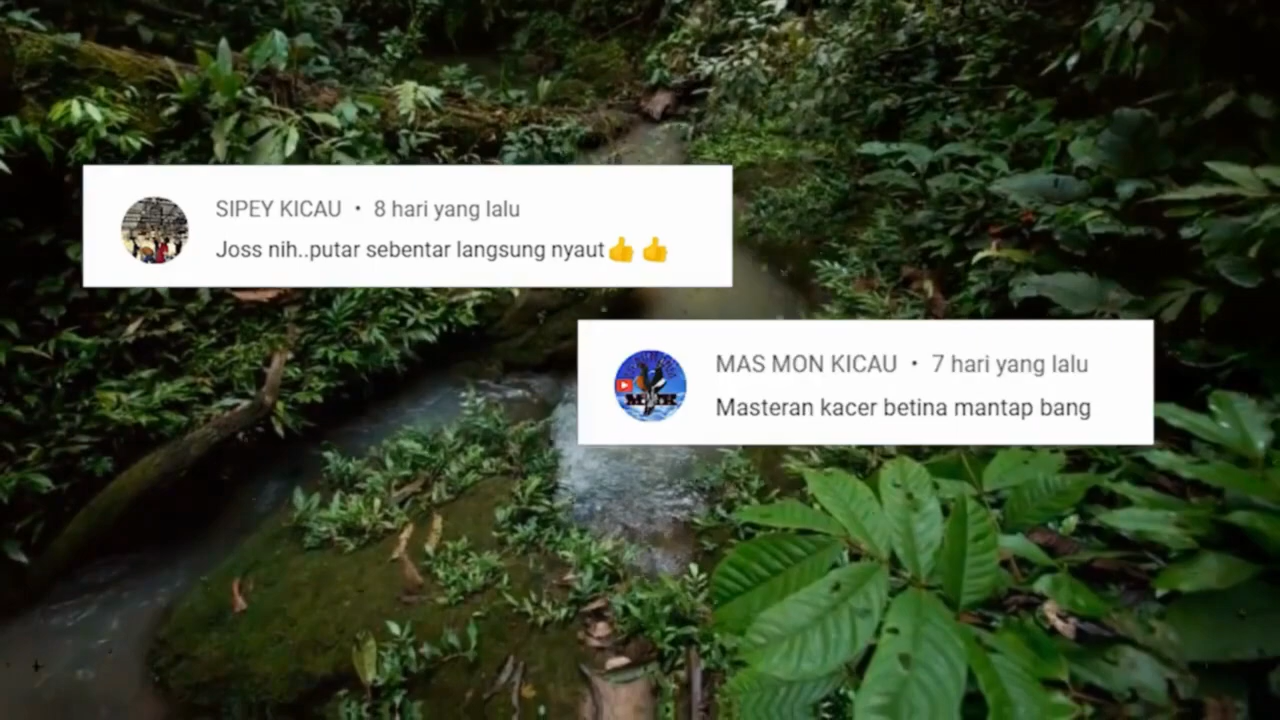 SIPEY KICAU • 8 hari yang lalu
Joss nih..putar sebentar langsung nyaut👍👍
MAS MON KICAU • 7 hari yang lalu
Masteran kacer betina mantap bang